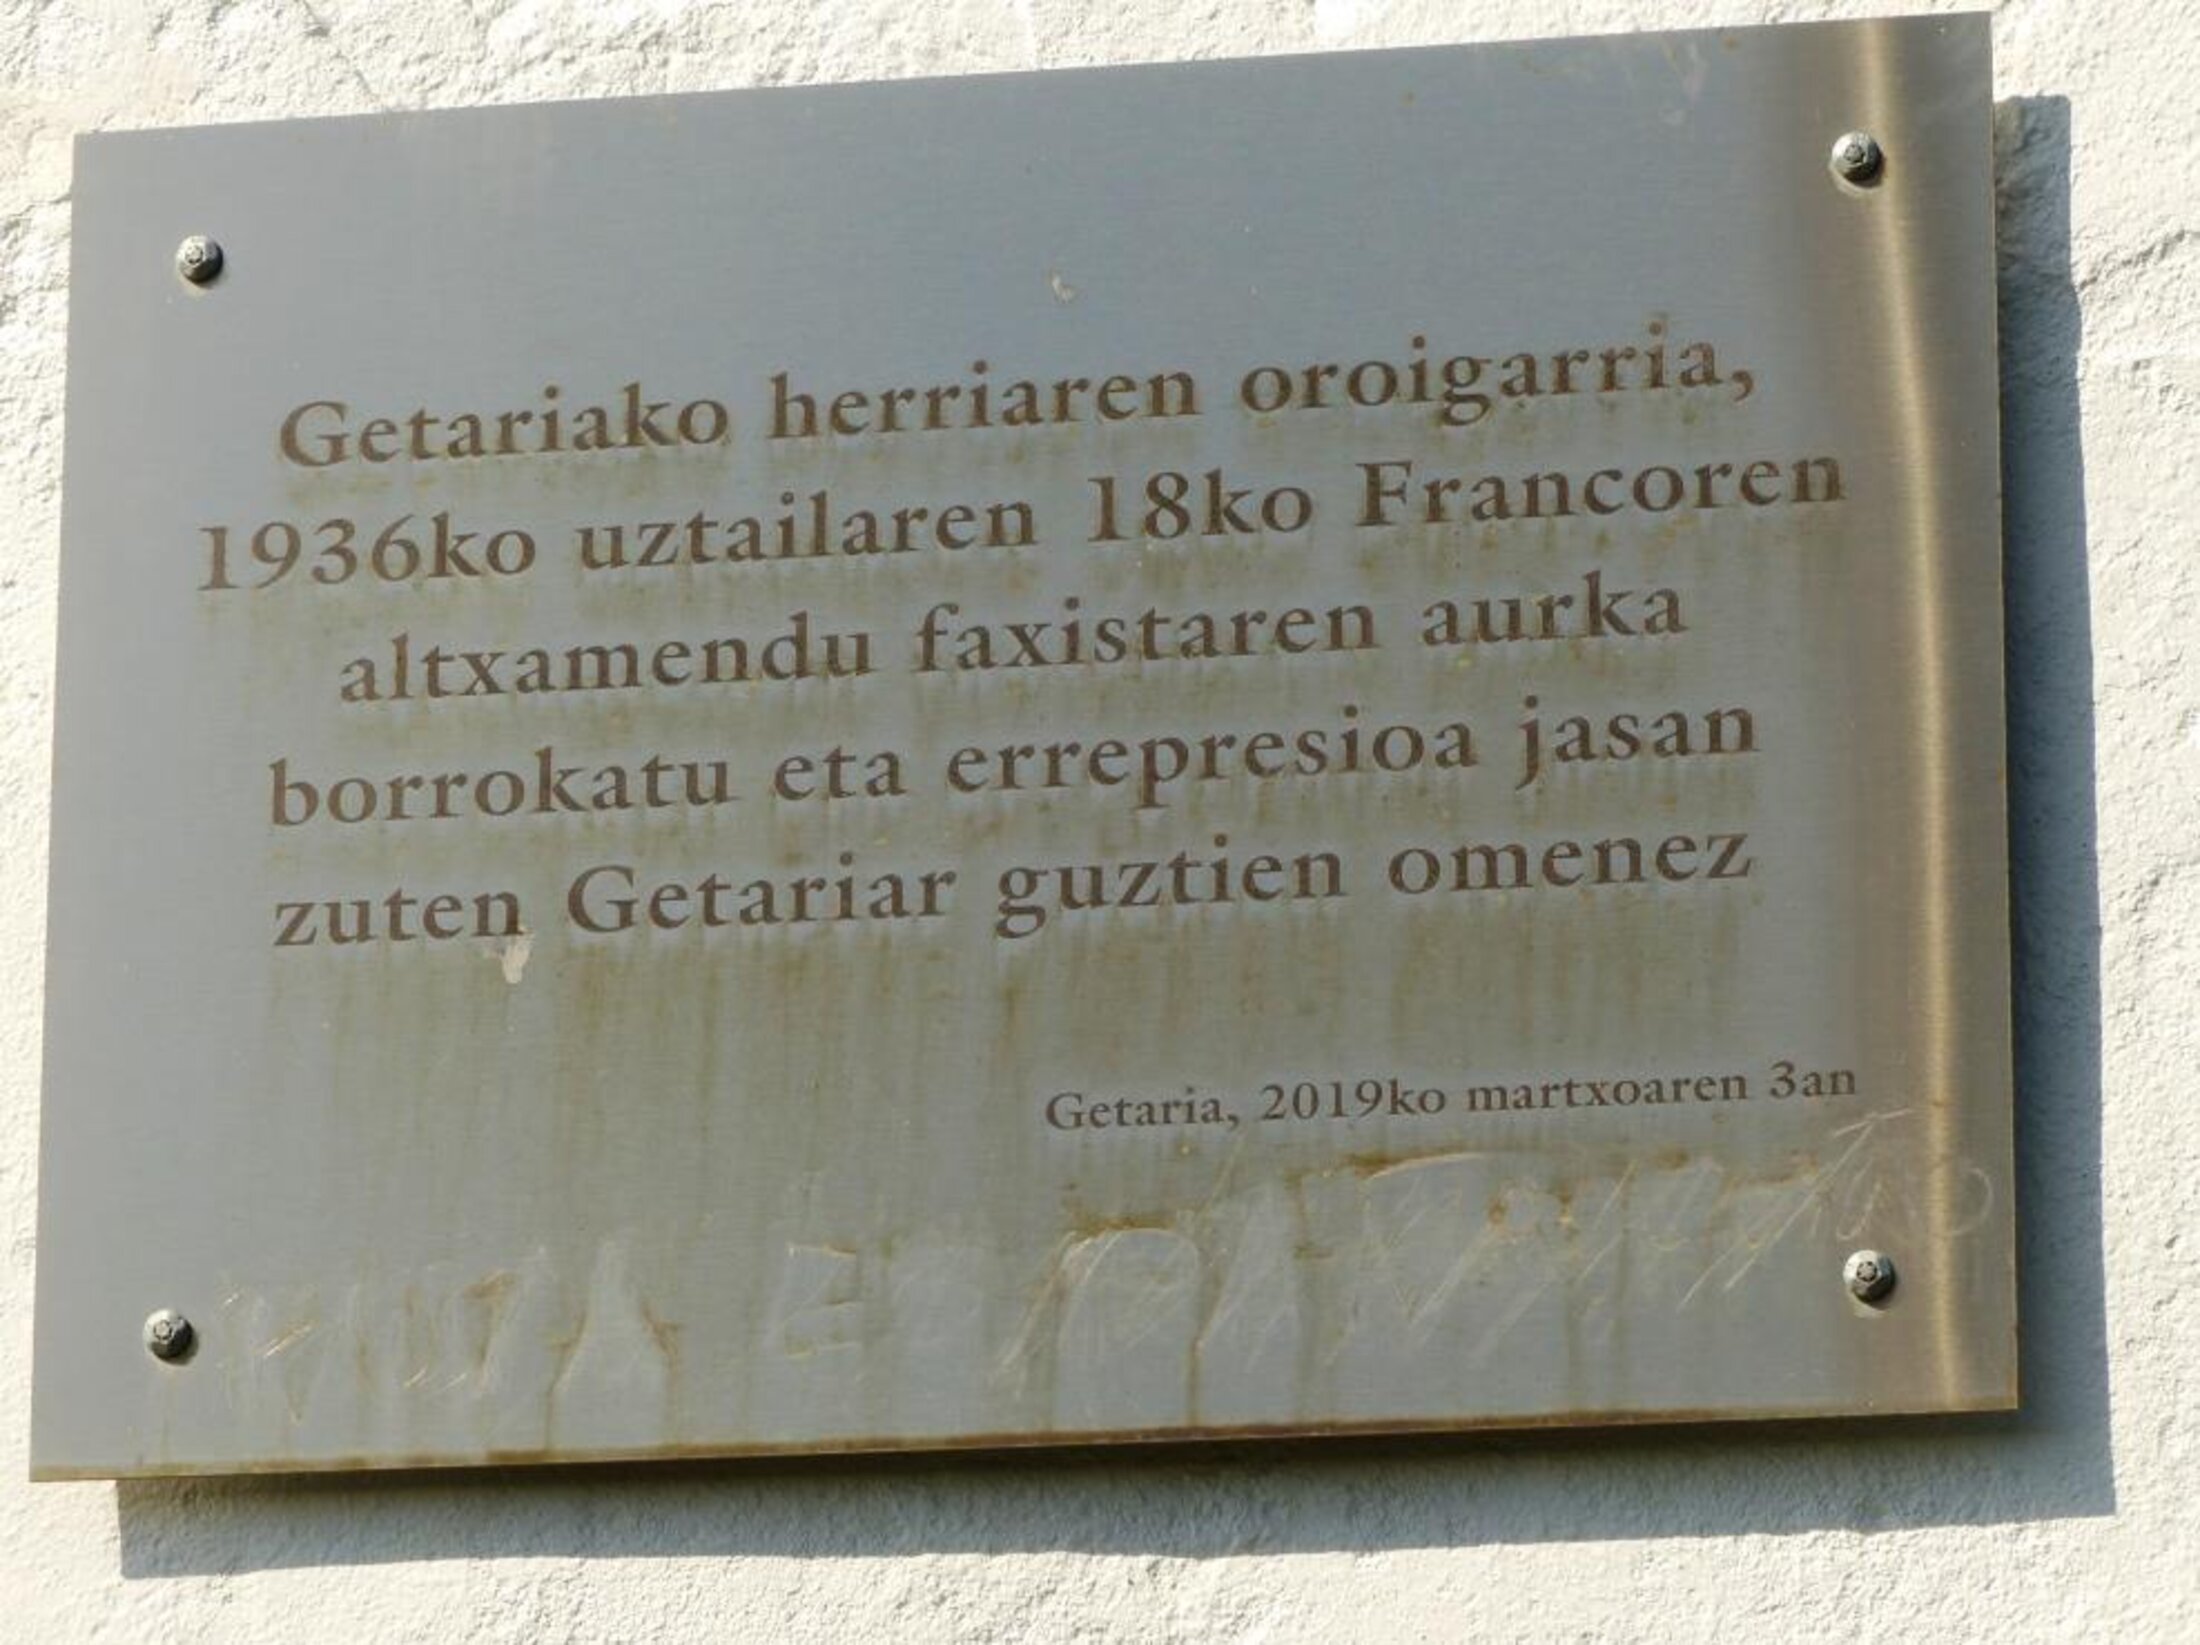 Getariako herriaren oroigarria,
1936ko uztailaren 18ko Francoren
altxamendu faxistaren aurka
borrokatu eta errepresioa jasan
zuten Getariar guztien omenez
Getaria, 2019ko martxoaren 3an